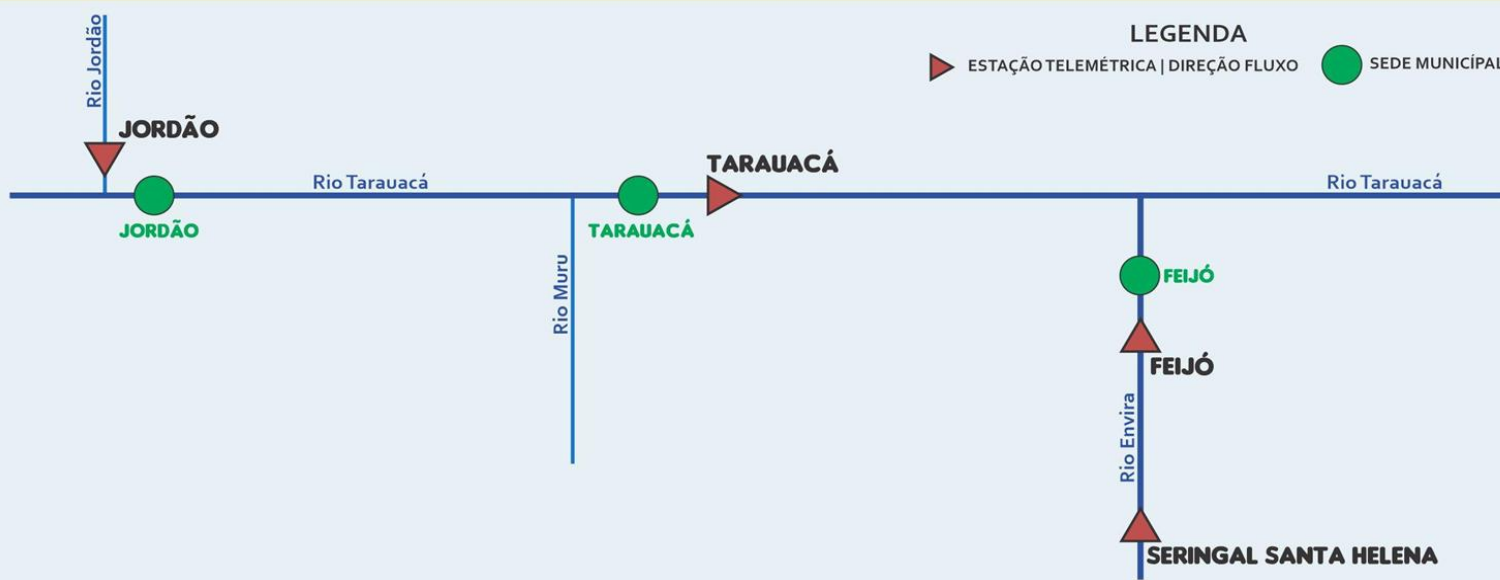 LEGENDA
ESTAÇÃO TELEMÉTRICA | DIREÇÃO FLUXO
SEDE MUNICÍPAL
Rio Jordão
JORDÃO
Rio Tarauacá
TARAUACÁ
Rio Tarauacá
JORDÃO
TARAUACÁ
Rio Muru
FEIJÓ
FEIJÓ
Rio Envira
SERINGAL SANTA HELENA